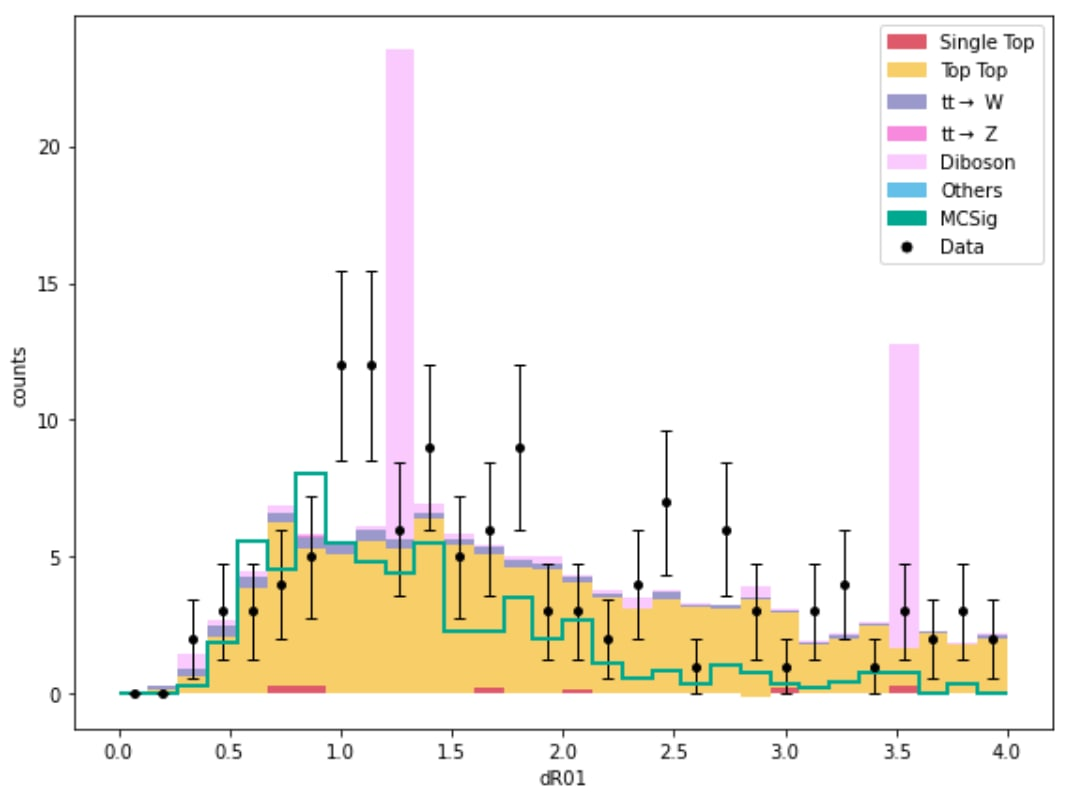 Single Top
Top Top
tt→ W
tt→ Z
Diboson
Others
MCSig
Data
20
15
10
5
0
counts
0.0 0.5 1.0 1.5 2.0 2.5 3.0 3.5 4.0
dR01